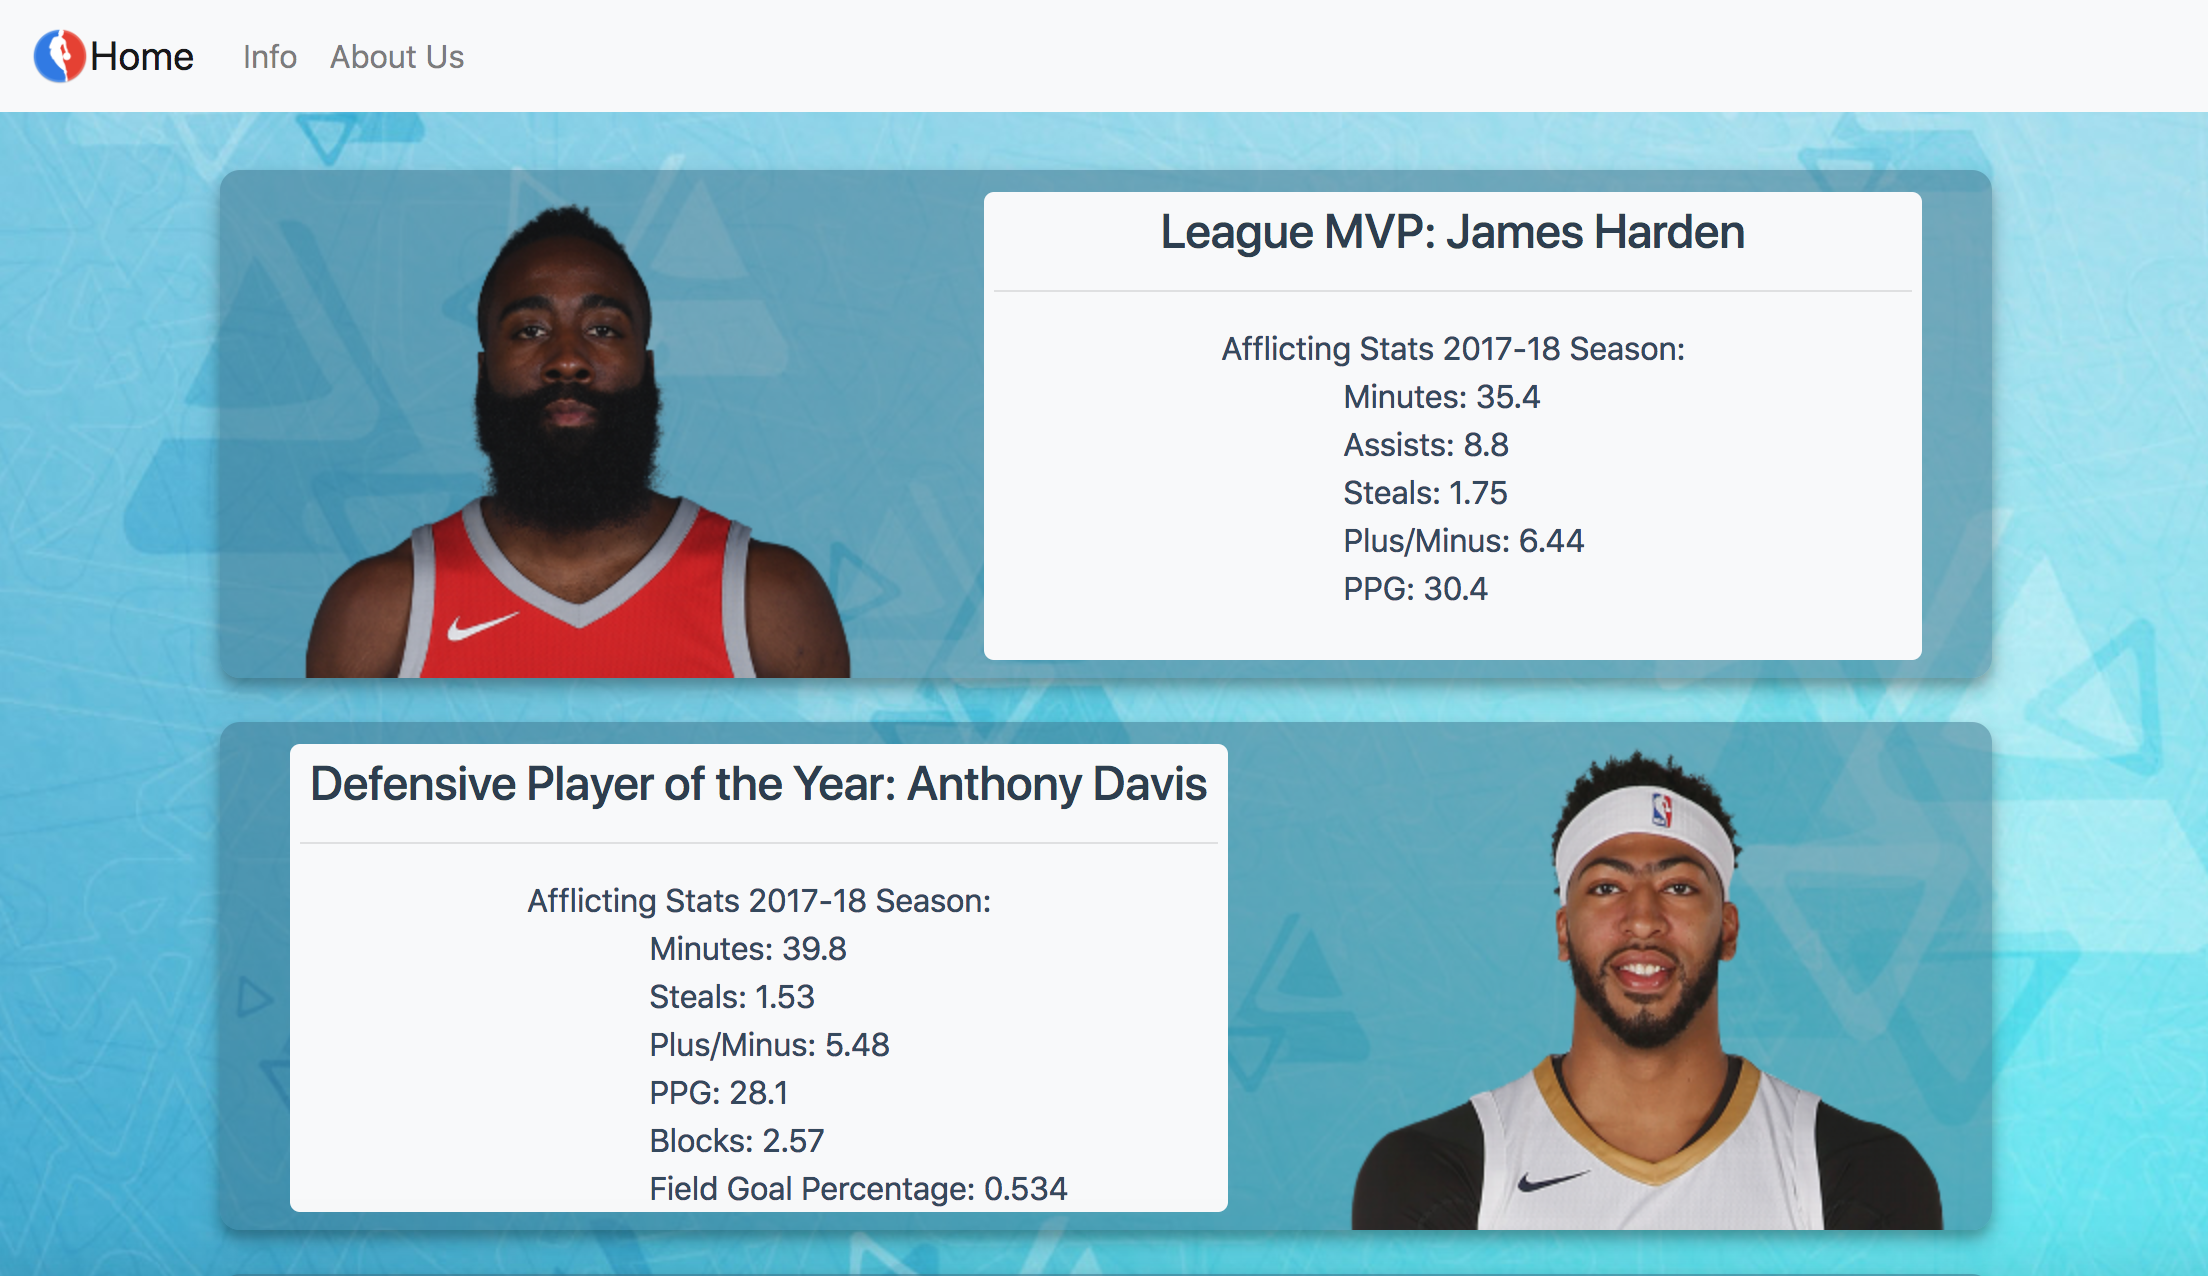 Home Info About Us
League MVP: James Harden
Afflicting Stats 2017-18 Season:
Minutes: 35.4
Assists: 8.8
Steals: 1.75
Plus/Minus: 6.44
PPG: 30.4
Defensive Player of the Year: Anthony Davis
Afflicting Stats 2017-18 Season:
Minutes: 39.8
Steals: 1.53
Plus/Minus: 5.48
PPG: 28.1
Blocks: 2.57
Field Goal Percentage: 0.534